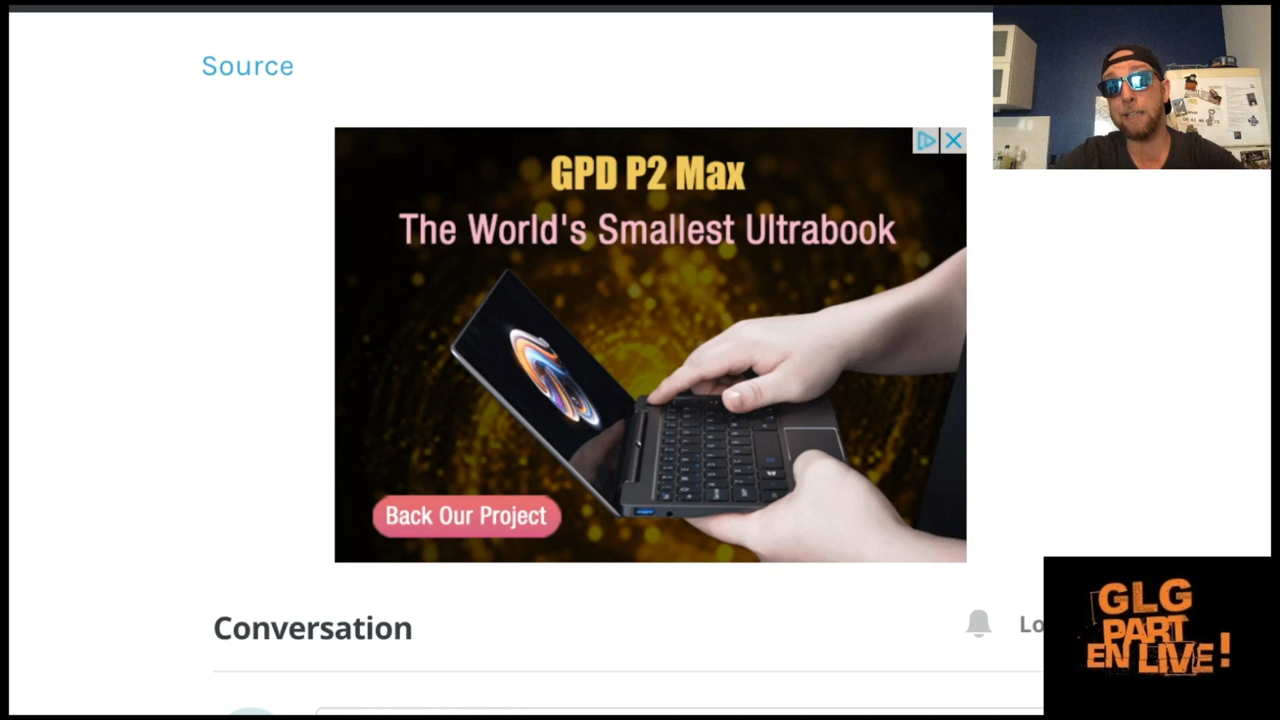 Source
GPD P2 Max
The World's Smallest Ultrabook
Back Our Project
Conversation
GLG
PART
EN LIVE!